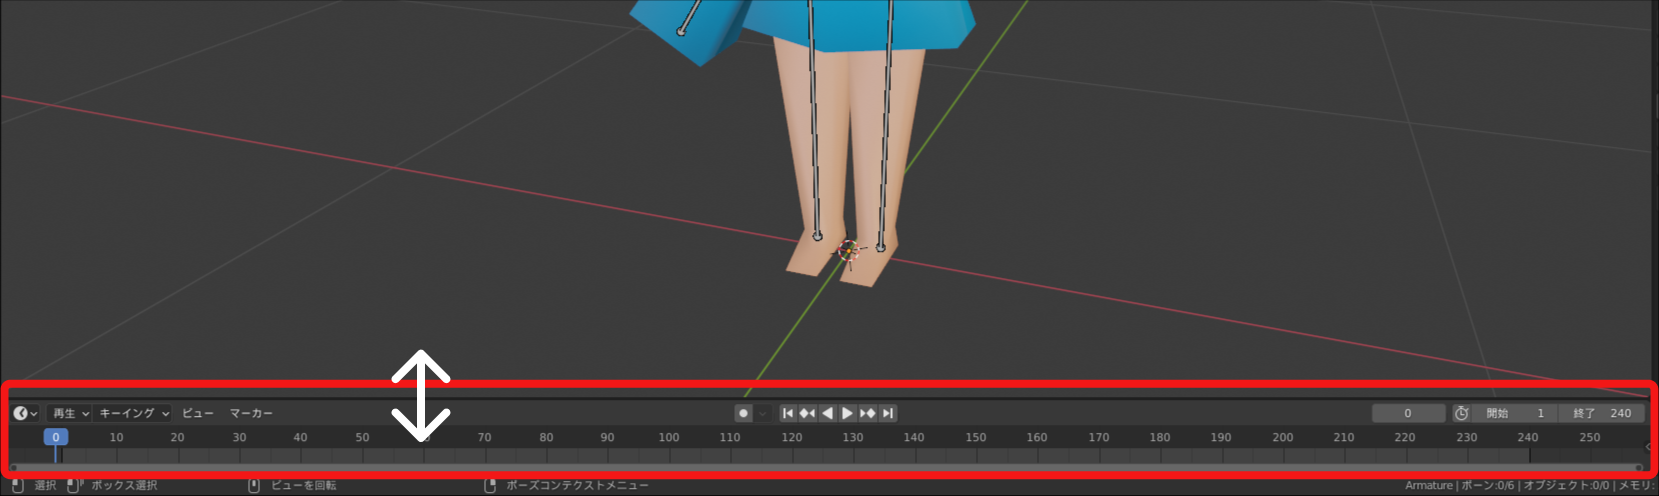 再生 キーイング ビュー マーカー 0 開始 1 終了 240
0 10 20 30 40 50 70 80 90 100 110 120 130 140 150 160 170 180 190 200 210 220 230 240 250
選択 ボックス選択 ビューを回転 ポーズコンテクストメニュー Armature | ボーン:0/6 | オブジェクト:0/0 | メモリ: